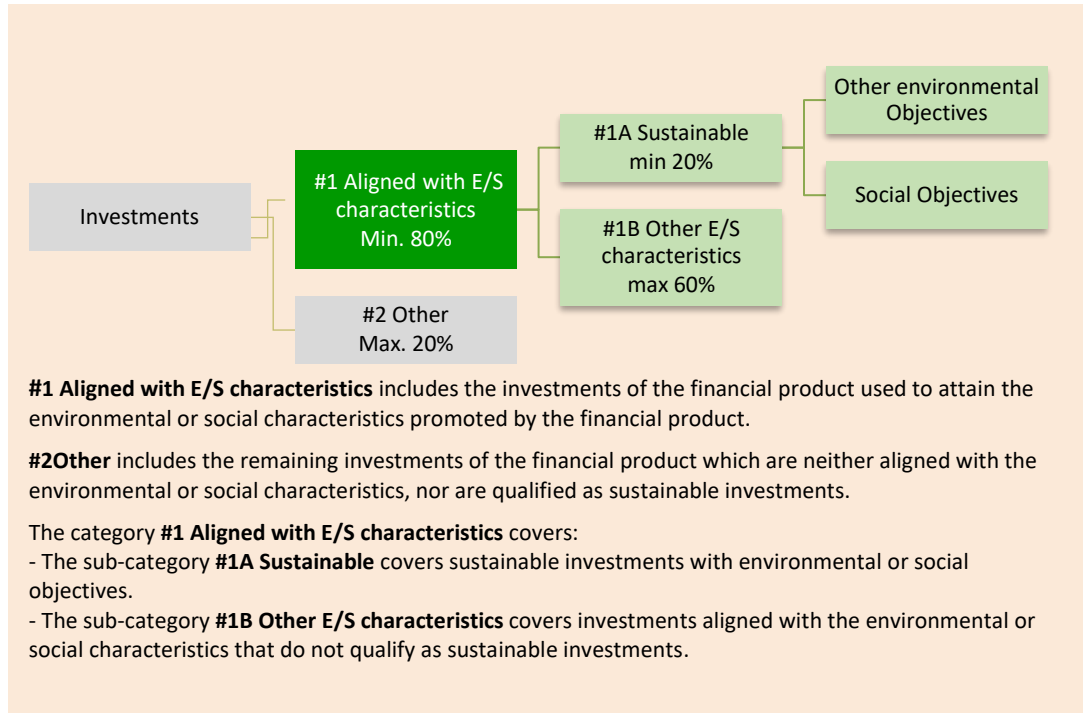 Investments
#1 Aligned with E/S
characteristics
Min. 80%
#2 Other
Max. 20%
#1A Sustainable
min 20%
#1B Other E/S
characteristics
max 60%
Other environmental
Objectives
Social Objectives
#1 Aligned with E/S characteristics includes the investments of the financial product used to attain the
environmental or social characteristics promoted by the financial product.
#2Other includes the remaining investments of the financial product which are neither aligned with the
environmental or social characteristics, nor are qualified as sustainable investments.
The category #1 Aligned with E/S characteristics covers:
- The sub-category #1A Sustainable covers sustainable investments with environmental or social
objectives.
- The sub-category #1B Other E/S characteristics covers investments aligned with the environmental or
social characteristics that do not qualify as sustainable investments.